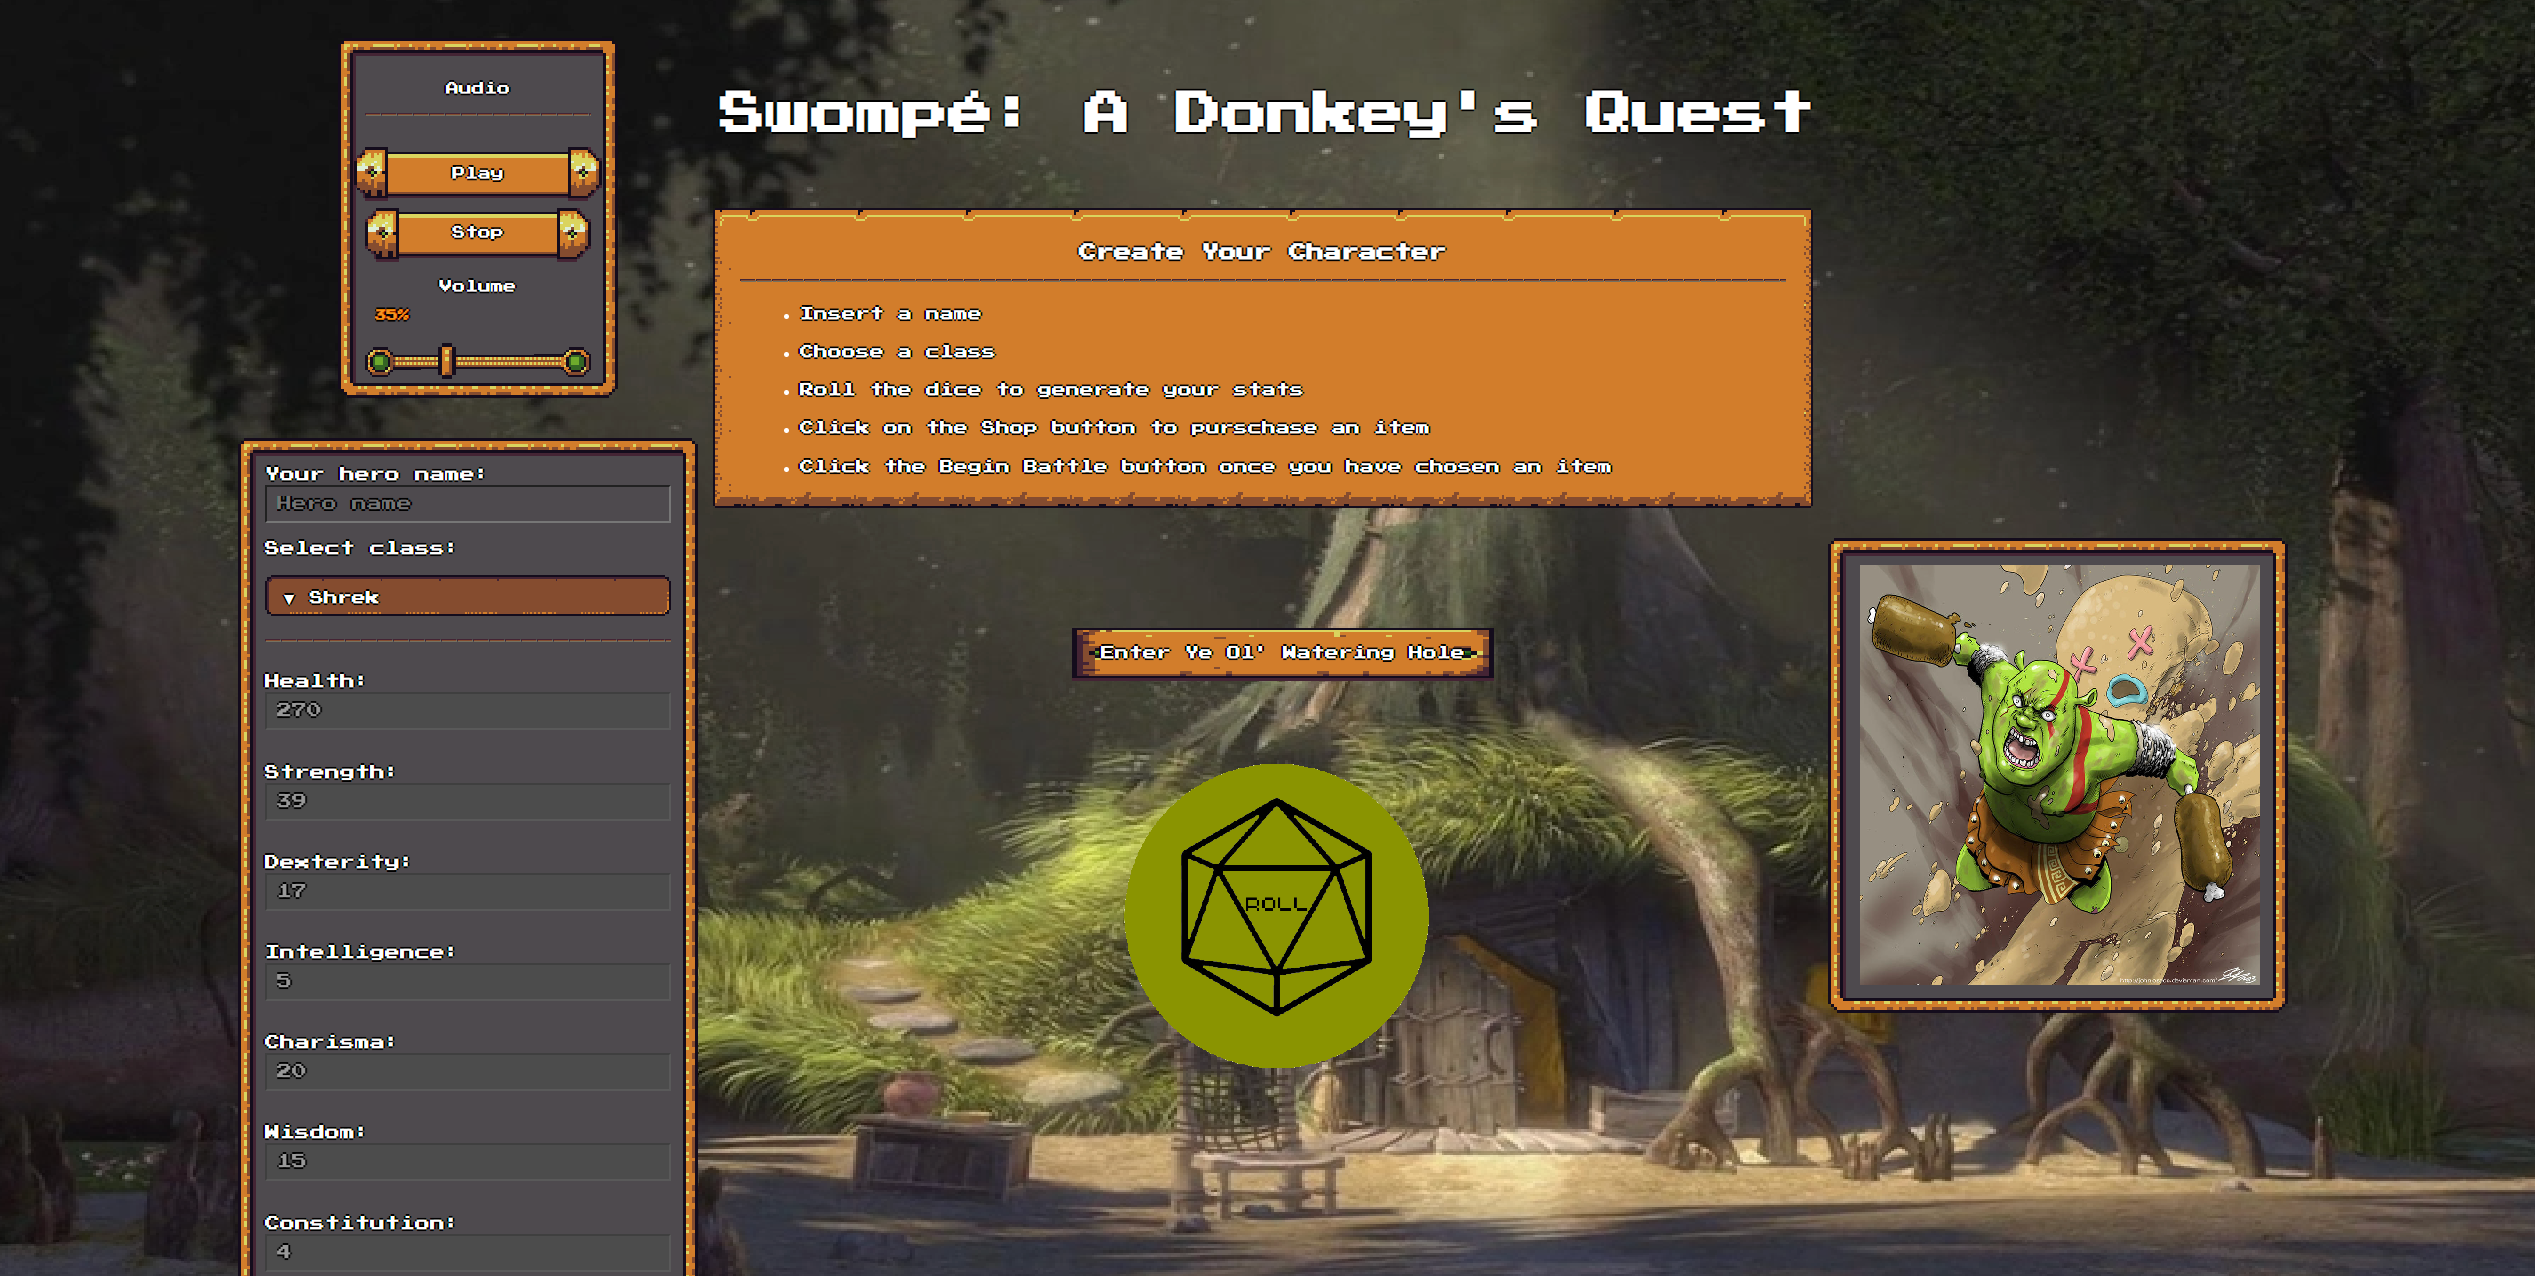 Audio
Play
Stop
Volume
35%
Swompé: A Donkey's Quest
Create Your Character
Insert a name
Choose a class
Roll the dice to generate your stats
Click on the Shop button to purschase an item
Click the Begin Battle button once you have chosen an item
Your hero name:
Hero name
Select class:
▼ Shrek
Health:
270
Strength:
39
Dexterity:
17
Intelligence:
5
Charisma:
20
Wisdom:
15
Constitution:
4
Enter Ye Ol' Watering Hole
ROLL